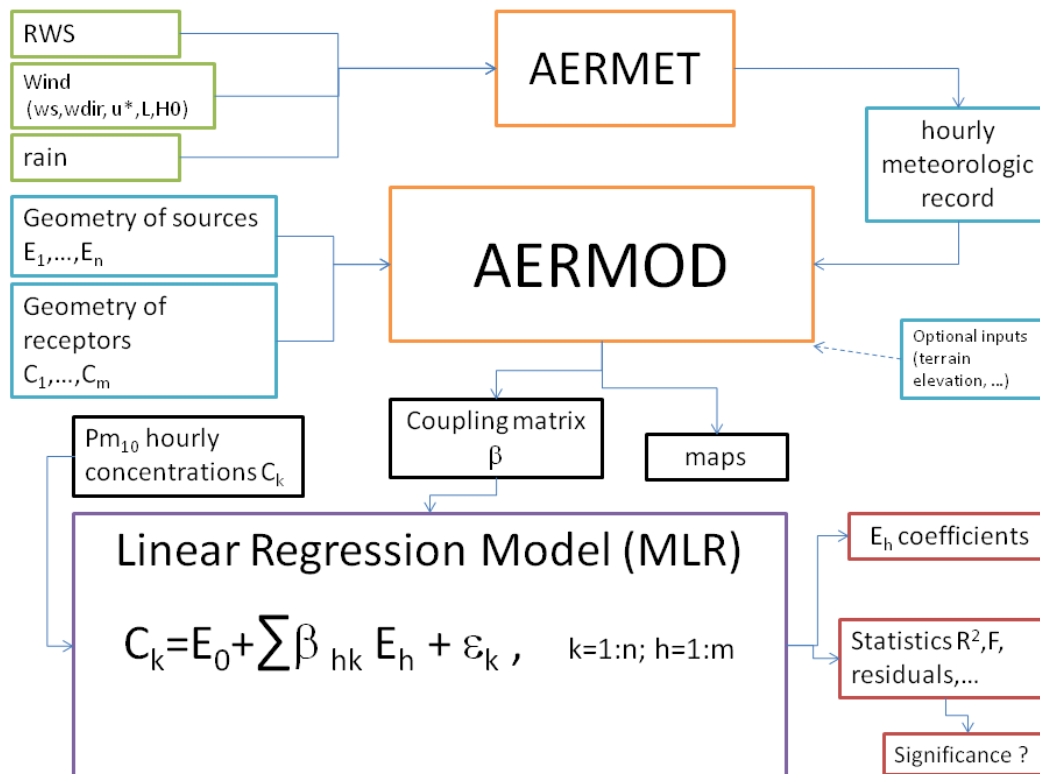 RWS
Wind
(ws,wdir, u*,L,H0)
rain
AERMET
hourly
meteorologic
record
Geometry of sources
E₁,...,Eₙ
Geometry of
receptors
C₁,...,Cₘ
AERMOD
Optional inputs
(terrain
elevation, ...)
Pm₁₀ hourly
concentrations Cₖ
Coupling matrix
β
maps
Linear Regression Model (MLR)
Cₖ=E₀+∑β ₕₖ Eₕ + εₖ , k=1:n; h=1:m
Eₕ coefficients
Statistics R²,F,
residuals,...
Significance ?